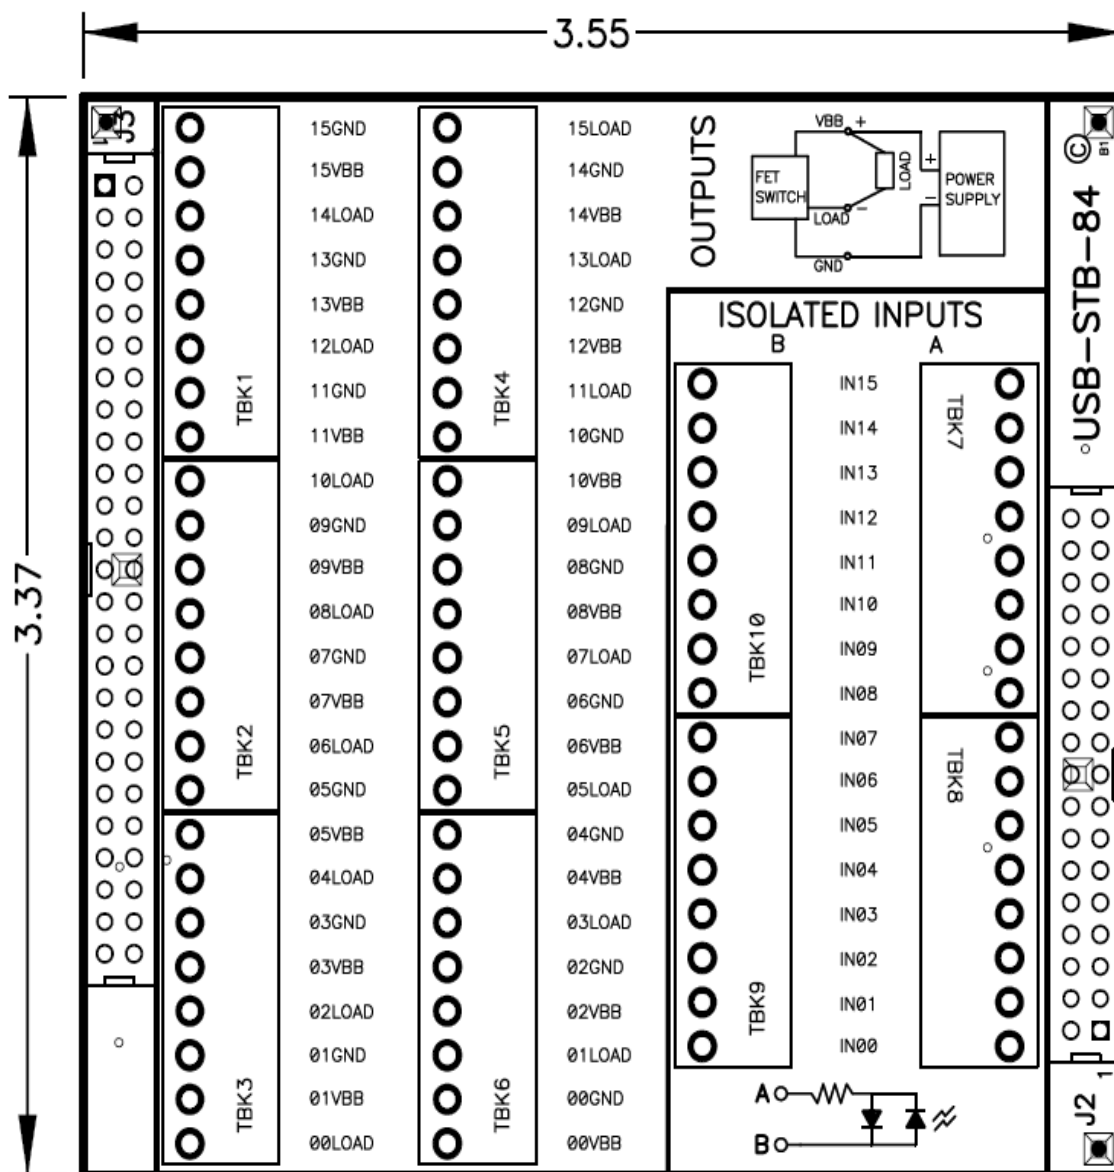 3.55
3.37
J3
1
15GND
15VBB
14LOAD
13GND
13VBB
12LOAD
11GND
11VBB
TBK1
10LOAD
09GND
09VBB
08LOAD
07GND
07VBB
06LOAD
05GND
TBK2
05VBB
04LOAD
03GND
03VBB
02LOAD
01GND
01VBB
00LOAD
TBK3
15LOAD
14GND
14VBB
13LOAD
12GND
12VBB
11LOAD
10GND
TBK4
10VBB
09LOAD
08GND
08VBB
07LOAD
06GND
06VBB
05LOAD
TBK5
04GND
04VBB
03LOAD
02GND
02VBB
01LOAD
00GND
00VBB
TBK6
OUTPUTS
VBB +
FET
SWITCH
LOAD
LOAD −
GND
+
−
POWER
SUPPLY
ISOLATED INPUTS
B A
IN15
IN14
IN13
IN12
IN11
IN10
IN09
IN08
IN07
IN06
IN05
IN04
IN03
IN02
IN01
IN00
TBK10
TBK9
TBK7
TBK8
A
B
© B1
USB-STB-84
1
J2